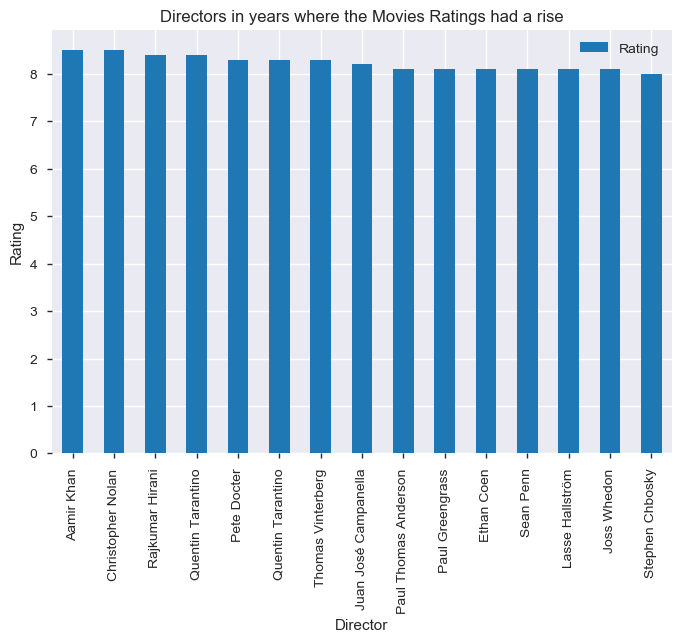 Directors in years where the Movies Ratings had a rise
Rating
8
7
6
5
4
3
2
1
0
Rating
Aamir Khan
Christopher Nolan
Rajkumar Hirani
Quentin Tarantino
Pete Docter
Quentin Tarantino
Thomas Vinterberg
Juan José Campanella
Paul Thomas Anderson
Paul Greengrass
Ethan Coen
Sean Penn
Lasse Hallström
Joss Whedon
Stephen Chbosky
Director